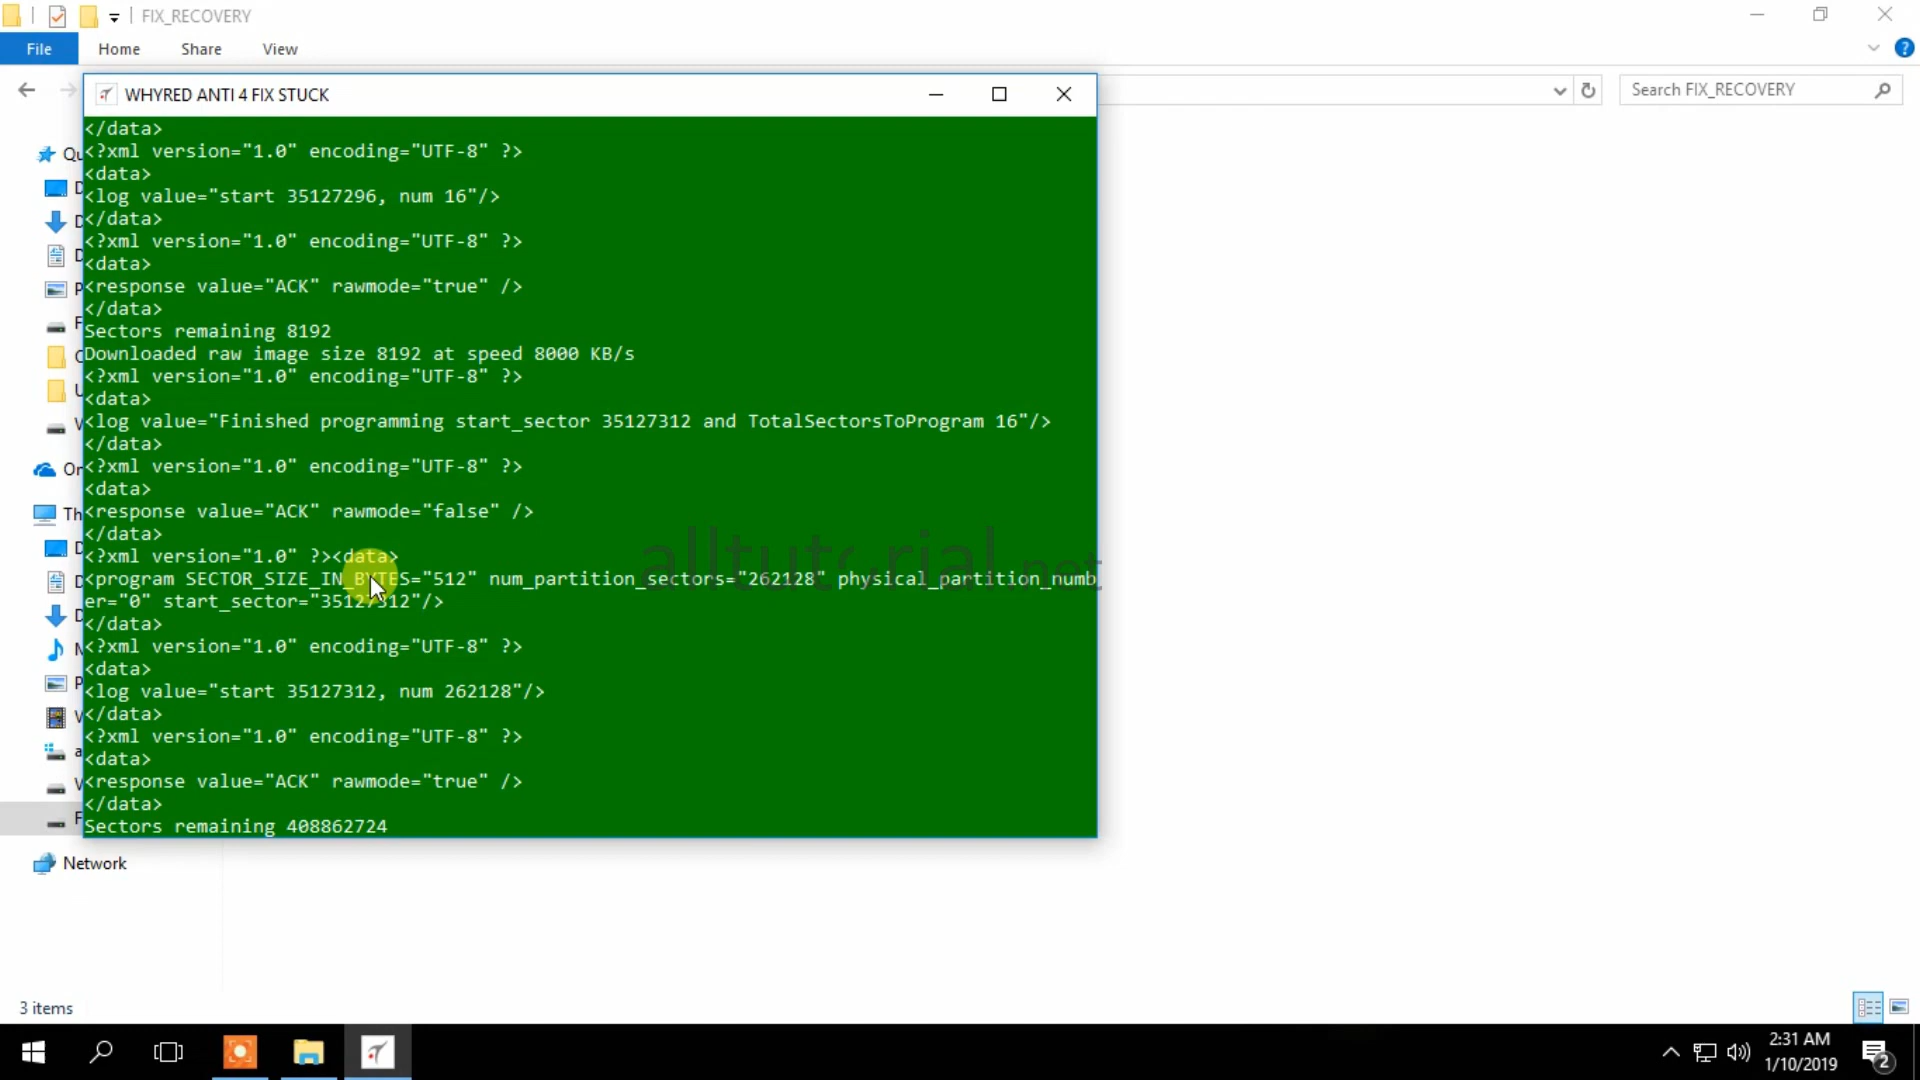 FIX_RECOVERY
File
Home
Share
View
Search FIX_RECOVERY
WHYRED ANTI 4 FIX STUCK
</data>
<?xml version="1.0" encoding="UTF-8" ?>
<data>
<log value="start 35127296, num 16"/>
</data>
<?xml version="1.0" encoding="UTF-8" ?>
<data>
<response value="ACK" rawmode="true" />
</data>
Sectors remaining 8192
Downloaded raw image size 8192 at speed 8000 KB/s
<?xml version="1.0" encoding="UTF-8" ?>
<data>
<log value="Finished programming start_sector 35127312 and TotalSectorsToProgram 16"/>
</data>
<?xml version="1.0" encoding="UTF-8" ?>
<data>
<response value="ACK" rawmode="false" />
</data>
<?xml version="1.0" ?><data>
<program SECTOR_SIZE_IN_BYTES="512" num_partition_sectors="262128" physical_partition_numb
er="0" start_sector="35127312"/>
</data>
<?xml version="1.0" encoding="UTF-8" ?>
<data>
<log value="start 35127312, num 262128"/>
</data>
<?xml version="1.0" encoding="UTF-8" ?>
<data>
<response value="ACK" rawmode="true" />
</data>
Sectors remaining 408862724
alltutorial.net
Network
3 items
2:31 AM
1/10/2019
2